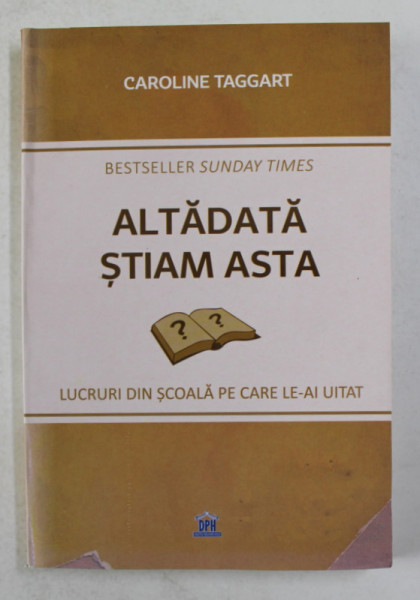 CAROLINE TAGGART
BESTSELLER SUNDAY TIMES
ALTĂDATĂ
ȘTIAM ASTA
? ?
LUCRURI DIN ȘCOALĂ PE CARE LE-AI UITAT
DPH